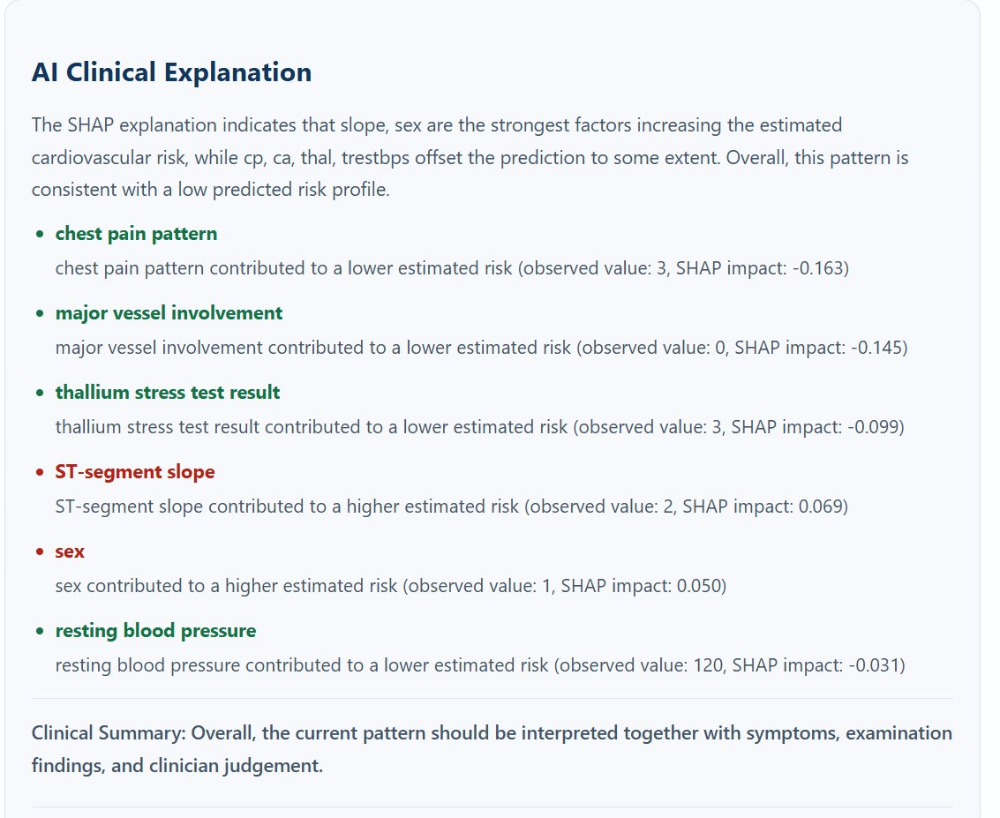 AI Clinical Explanation
The SHAP explanation indicates that slope, sex are the strongest factors increasing the estimated
cardiovascular risk, while cp, ca, thal, trestbps offset the prediction to some extent. Overall, this pattern is
consistent with a low predicted risk profile.
• chest pain pattern
chest pain pattern contributed to a lower estimated risk (observed value: 3, SHAP impact: -0.163)
• major vessel involvement
major vessel involvement contributed to a lower estimated risk (observed value: 0, SHAP impact: -0.145)
• thallium stress test result
thallium stress test result contributed to a lower estimated risk (observed value: 3, SHAP impact: -0.099)
• ST-segment slope
ST-segment slope contributed to a higher estimated risk (observed value: 2, SHAP impact: 0.069)
• sex
sex contributed to a higher estimated risk (observed value: 1, SHAP impact: 0.050)
• resting blood pressure
resting blood pressure contributed to a lower estimated risk (observed value: 120, SHAP impact: -0.031)
Clinical Summary: Overall, the current pattern should be interpreted together with symptoms, examination
findings, and clinician judgement.